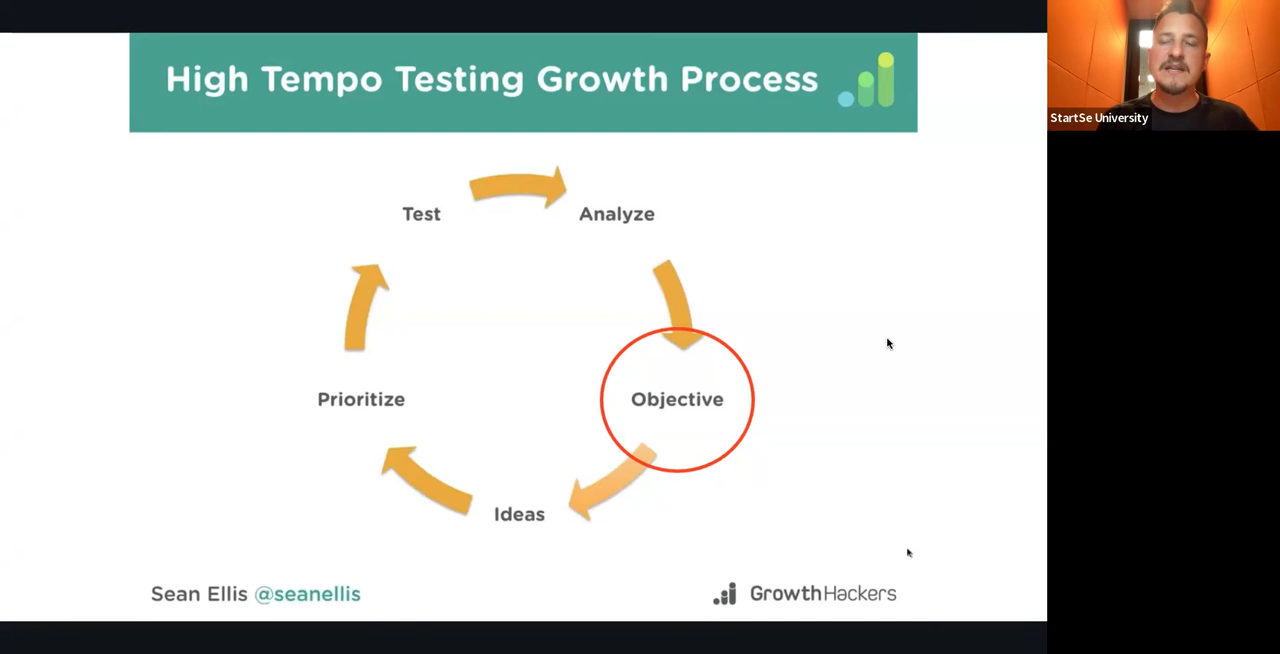 High Tempo Testing Growth Process
StartSe University
Test
Analyze
Prioritize
Objective
Ideas
Sean Ellis @seanellis
GrowthHackers